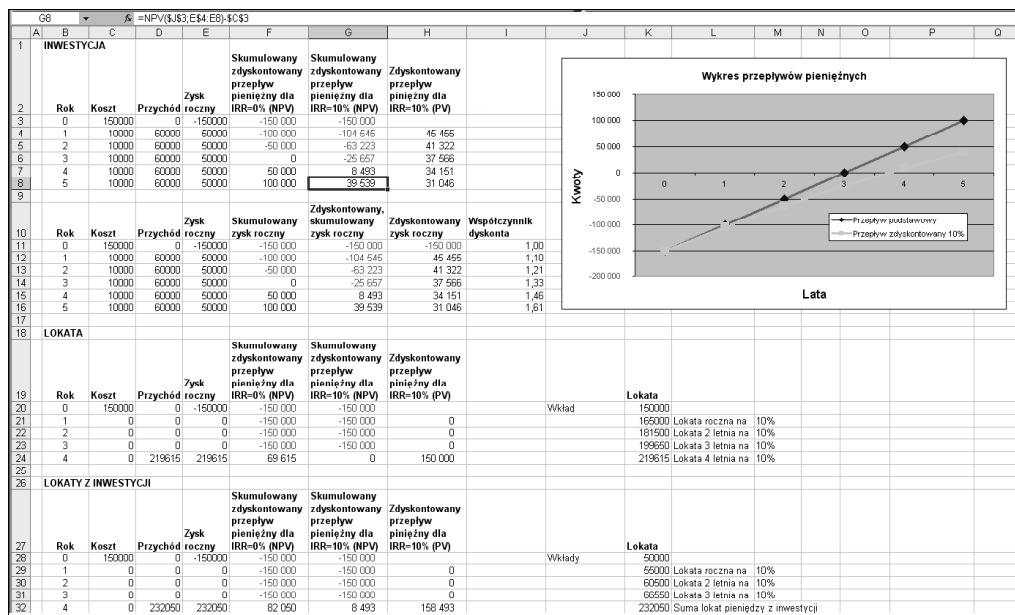 G8 fx =NPV($J$3;E$4:E8)-$C$3
A B C D E F G H I J K L M N O P Q
1 INWESTYCJA
2 Rok Koszt Przychód Zysk roczny Skumulowany zdyskontowany przepływ pieniężny dla IRR=0% (NPV) Skumulowany zdyskontowany przepływ pieniężny dla IRR=10% (NPV) Zdyskontowany przepływ piniężny dla IRR=10% (PV)
3 0 150000 0 -150000 -150 000 -150 000
4 1 10000 60000 50000 -100 000 -104 545 45 455
5 2 10000 60000 50000 -50 000 -63 223 41 322
6 3 10000 60000 50000 0 -25 657 37 566
7 4 10000 60000 50000 50 000 8 493 34 151
8 5 10000 60000 50000 100 000 39 539 31 046
9
10 Rok Koszt Przychód Zysk roczny Skumulowany zysk roczny Zdyskontowany, skumulowany zysk roczny Zdyskontowany zysk roczny Współczynnik dyskonta
11 0 150000 0 -150000 -150 000 -150 000 -150 000 1,00
12 1 10000 60000 50000 -100 000 -104 545 45 455 1,10
13 2 10000 60000 50000 -50 000 -63 223 41 322 1,21
14 3 10000 60000 50000 0 -25 657 37 566 1,33
15 4 10000 60000 50000 50 000 8 493 34 151 1,46
16 5 10000 60000 50000 100 000 39 539 31 046 1,61
17
Wykres przepływów pieniężnych
150 000
100 000
50 000
0
-50 000
-100 000
-150 000
-200 000
Kwoty
0 1 2 3 4 5
Przepływ podstawowy
Przepływ zdyskontowany 10%
Lata
18 LOKATA
19 Rok Koszt Przychód Zysk roczny Skumulowany zdyskontowany przepływ pieniężny dla IRR=0% (NPV) Skumulowany zdyskontowany przepływ pieniężny dla IRR=10% (NPV) Zdyskontowany przepływ piniężny dla IRR=10% (PV) Lokata
20 0 150000 0 -150000 -150 000 -150 000 Wkład 150000
21 1 0 0 0 -150 000 -150 000 0 165000 Lokata roczna na 10%
22 2 0 0 0 -150 000 -150 000 0 181500 Lokata 2 letnia na 10%
23 3 0 0 0 -150 000 -150 000 0 199650 Lokata 3 letnia na 10%
24 4 0 219615 219615 69 615 0 150 000 219615 Lokata 4 letnia na 10%
25
26 LOKATY Z INWESTYCJI
27 Rok Koszt Przychód Zysk roczny Skumulowany zdyskontowany przepływ pieniężny dla IRR=0% (NPV) Skumulowany zdyskontowany przepływ pieniężny dla IRR=10% (NPV) Zdyskontowany przepływ piniężny dla IRR=10% (PV) Lokata
28 0 150000 0 -150000 -150 000 -150 000 Wkłady 50000
29 1 0 0 0 -150 000 -150 000 0 55000 Lokata roczna na 10%
30 2 0 0 0 -150 000 -150 000 0 60500 Lokata 2 letnia na 10%
31 3 0 0 0 -150 000 -150 000 0 66550 Lokata 3 letnia na 10%
32 4 0 232050 232050 82 050 8 493 158 493 232050 Suma lokat pieniędzy z inwestycji